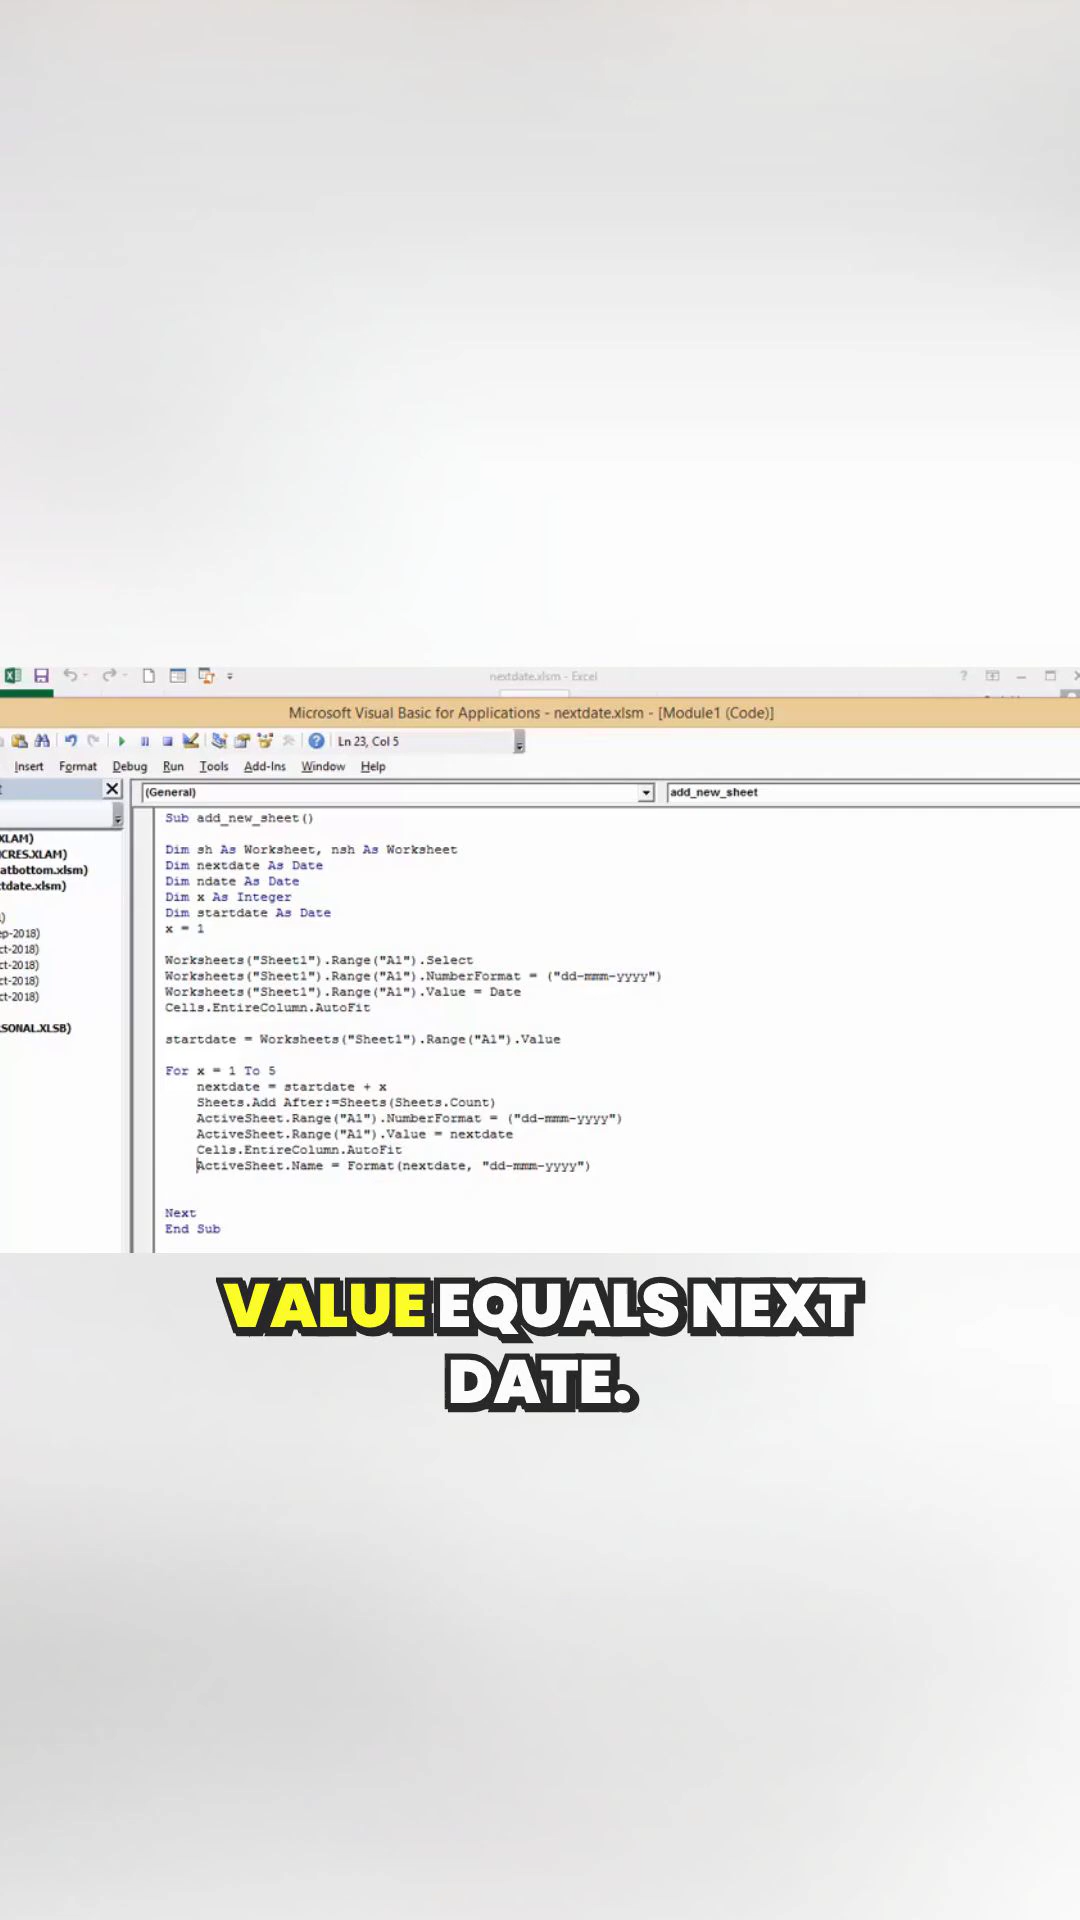 nextdate.xlsm - Excel
Microsoft Visual Basic for Applications - nextdate.xlsm - [Module1 (Code)]
Ln 23, Col 5
Insert Format Debug Run Tools Add-Ins Window Help
(General) add_new_sheet
XLAM)
CRES.XLAM)
atbottom.xlsm)
tdate.xlsm)
)
ep-2018)
ct-2018)
ct-2018)
ct-2018)
ct-2018)
SONAL.XLSB)
Sub add_new_sheet()
Dim sh As Worksheet, nsh As Worksheet
Dim nextdate As Date
Dim ndate As Date
Dim x As Integer
Dim startdate As Date
x = 1
Worksheets("Sheet1").Range("A1").Select
Worksheets("Sheet1").Range("A1").NumberFormat = ("dd-mmm-yyyy")
Worksheets("Sheet1").Range("A1").Value = Date
Cells.EntireColumn.AutoFit
startdate = Worksheets("Sheet1").Range("A1").Value
For x = 1 To 5
nextdate = startdate + x
Sheets.Add After:=Sheets(Sheets.Count)
ActiveSheet.Range("A1").NumberFormat = ("dd-mmm-yyyy")
ActiveSheet.Range("A1").Value = nextdate
Cells.EntireColumn.AutoFit
ActiveSheet.Name = Format(nextdate, "dd-mmm-yyyy")
Next
End Sub
VALUE EQUALS NEXT
DATE.